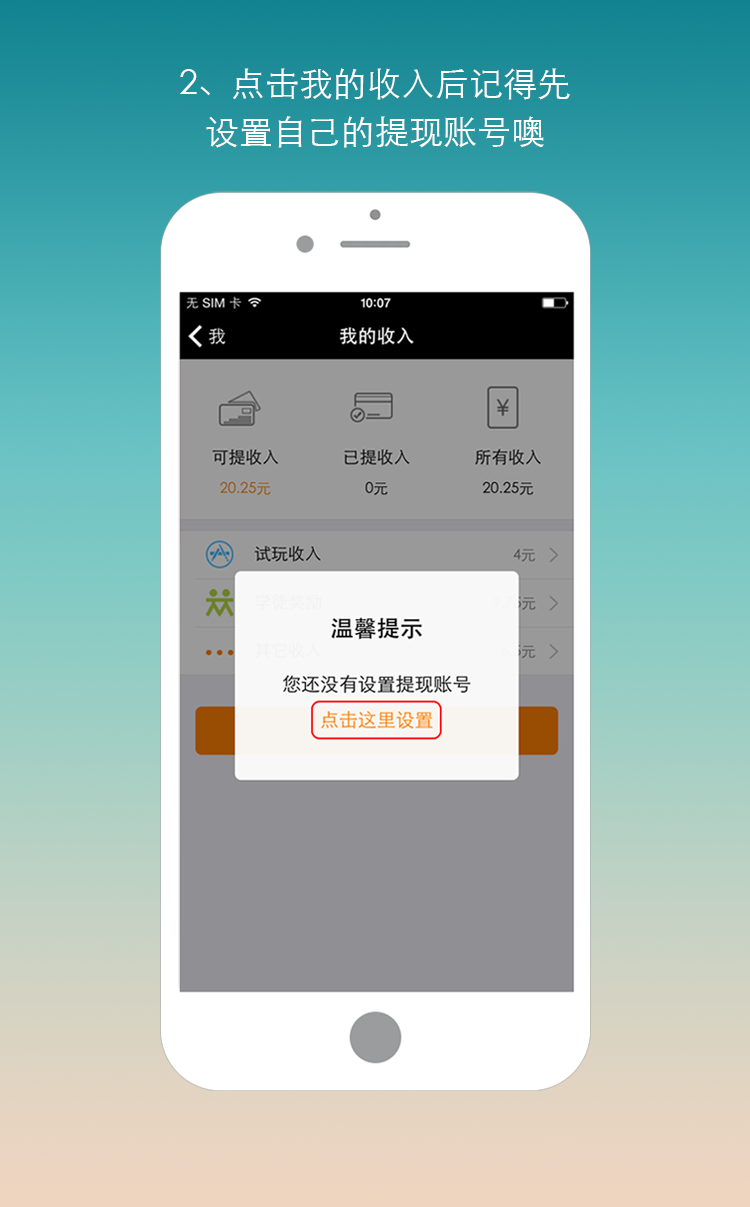 2、点击我的收入后记得先
设置自己的提现账号噢
无 SIM 卡 10:07
我 我的收入
可提收入 已提收入 所有收入
20.25元 0元 20.25元
试玩收入 4元
学徒奖励 元
其它收入 元
温馨提示
您还没有设置提现账号
点击这里设置